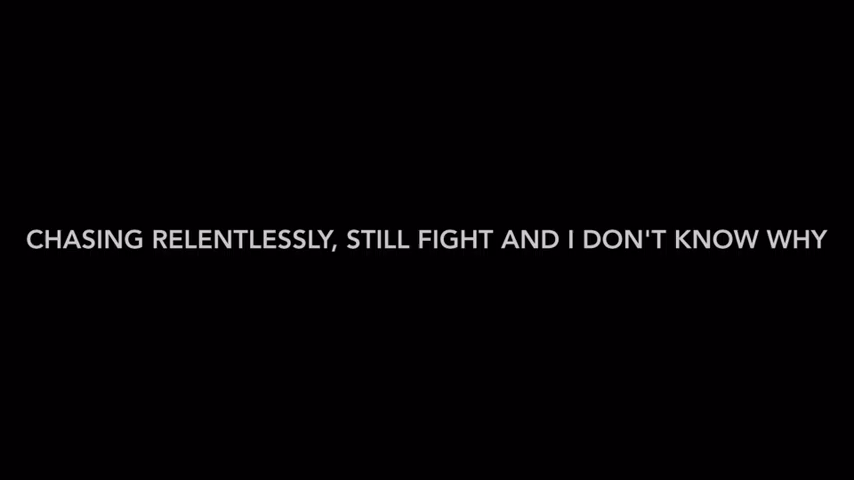 CHASING RELENTLESSLY, STILL FIGHT AND I DON'T KNOW WHY